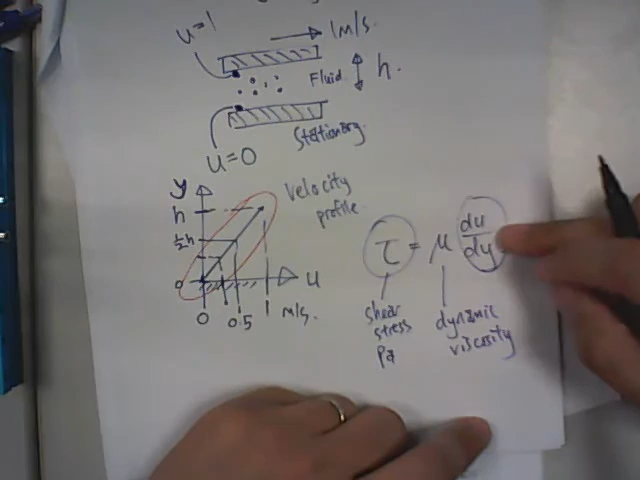 u=1
1m/s.
Fluid
h.
Stationary
u=0
y
h
velocity
profile
½h
0
u
0 0.5 1 m/s.
τ = μ du/dy
shear
stress
Pa
dynamic
viscosity